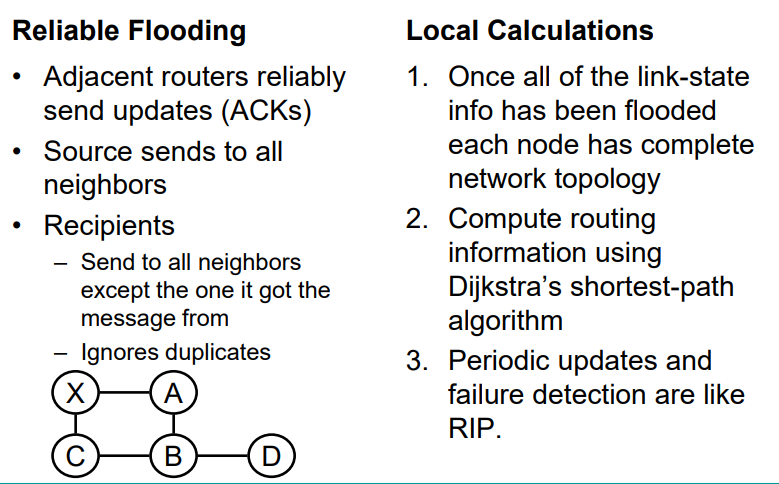 Reliable Flooding
• Adjacent routers reliably
send updates (ACKs)
• Source sends to all
neighbors
• Recipients
– Send to all neighbors
except the one it got the
message from
– Ignores duplicates
X A
C B D
Local Calculations
1. Once all of the link-state
info has been flooded
each node has complete
network topology
2. Compute routing
information using
Dijkstra’s shortest-path
algorithm
3. Periodic updates and
failure detection are like
RIP.